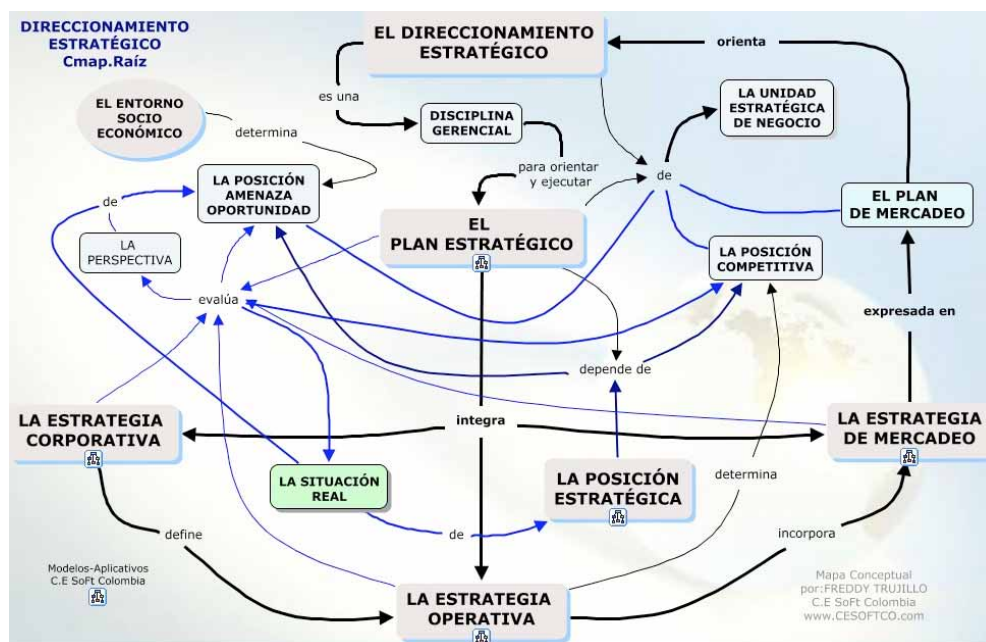 DIRECCIONAMIENTO
ESTRATÉGICO
Cmap.Raíz
EL DIRECCIONAMIENTO
ESTRATÉGICO
orienta
es una
EL ENTORNO
SOCIO
ECONÓMICO
determina
DISCIPLINA
GERENCIAL
LA UNIDAD
ESTRATÉGICA
DE NEGOCIO
para orientar
y ejecutar
de
LA POSICIÓN
AMENAZA
OPORTUNIDAD
de
EL PLAN
DE MERCADEO
EL
PLAN ESTRATÉGICO
LA
PERSPECTIVA
LA POSICIÓN
COMPETITIVA
evalúa
expresada en
depende de
LA ESTRATEGIA
CORPORATIVA
integra
LA ESTRATEGIA
DE MERCADEO
LA SITUACIÓN
REAL
LA POSICIÓN
ESTRATÉGICA
determina
define
de
incorpora
Modelos-Aplicativos
C.E SoFt Colombia
LA ESTRATEGIA
OPERATIVA
Mapa Conceptual
por:FREDDY TRUJILLO
C.E SoFt Colombia
www.CESOFTCO.com